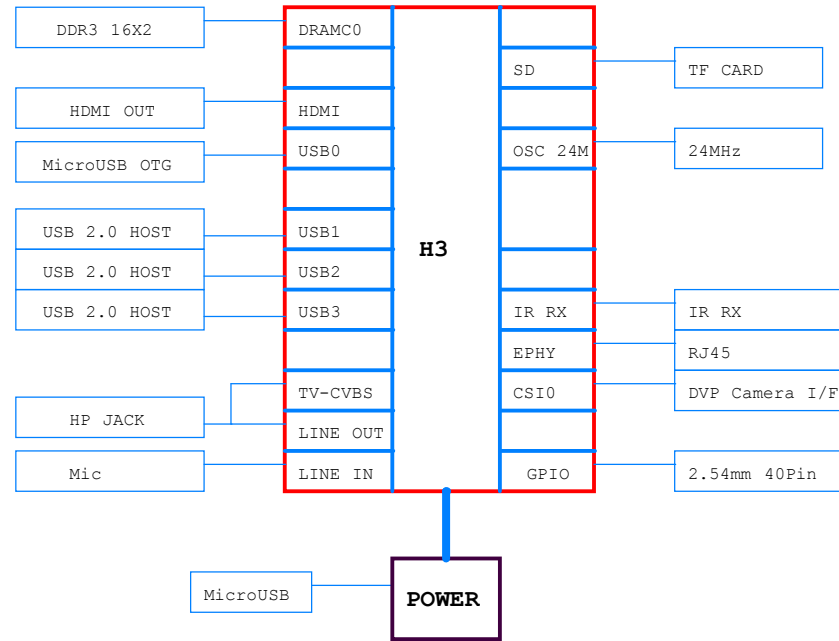 DDR3 16X2
DRAMC0
SD
TF CARD
HDMI OUT
HDMI
MicroUSB OTG
USB0
OSC 24M
24MHz
USB 2.0 HOST
USB1
H3
USB 2.0 HOST
USB2
USB 2.0 HOST
USB3
IR RX
IR RX
EPHY
RJ45
TV-CVBS
CSI0
DVP Camera I/F
HP JACK
LINE OUT
Mic
LINE IN
GPIO
2.54mm 40Pin
MicroUSB
POWER